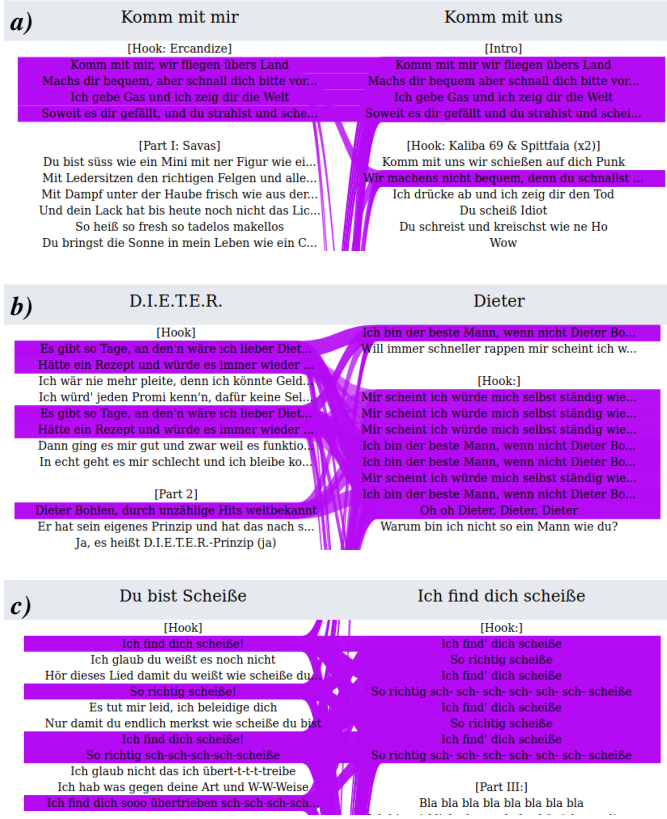 a)
Komm mit mir
[Hook: Ercandize]
Komm mit mir, wir fliegen übers Land
Machs dir bequem, aber schnall dich bitte vor...
Ich gebe Gas und ich zeig dir die Welt
Soweit es dir gefällt, und du strahlst und sche...
[Part I: Savas]
Du bist süss wie ein Mini mit ner Figur wie ei...
Mit Ledersitzen den richtigen Felgen und alle...
Mit Dampf unter der Haube frisch wie aus der...
Und dein Lack hat bis heute noch nicht das Lic...
So heiß so fresh so tadelos makellos
Du bringst die Sonne in mein Leben wie ein C...
Komm mit uns
[Intro]
Komm mit mir wir fliegen übers Land
Machs dir bequem aber schnall dich bitte vor...
Ich gebe Gas und ich zeig dir die Welt
Soweit es dir gefällt und du strahlst und schei...
[Hook: Kaliba 69 & Spittfaia (x2)]
Komm mit uns wir schießen auf dich Punk
Wir machens nicht bequem, denn du schnallst ...
Ich drücke ab und ich zeig dir den Tod
Du scheiß Idiot
Du schreist und kreischst wie ne Ho
Wow
b)
D.I.E.T.E.R.
[Hook]
Es gibt so Tage, an den'n wäre ich lieber Diet...
Hätte ein Rezept und würde es immer wieder ...
Ich wär nie mehr pleite, denn ich könnte Geld...
Ich würd' jeden Promi kenn'n, dafür keine Sel...
Es gibt so Tage, an den'n wäre ich lieber Diet...
Hätte ein Rezept und würde es immer wieder ...
Dann ging es mir gut und zwar weil es funktio...
In echt geht es mir schlecht und ich bleibe ko...
[Part 2]
Dieter Bohlen, durch unzählige Hits weltbekannt
Er hat sein eigenes Prinzip und hat das nach s...
Ja, es heißt D.I.E.T.E.R.-Prinzip (ja)
Dieter
Ich bin der beste Mann, wenn nicht Dieter Bo...
Will immer schneller rappen mir scheint ich w...
[Hook:]
Mir scheint ich würde mich selbst ständig wie...
Mir scheint ich würde mich selbst ständig wie...
Mir scheint ich würde mich selbst ständig wie...
Ich bin der beste Mann, wenn nicht Dieter Bo...
Ich bin der beste Mann, wenn nicht Dieter Bo...
Mir scheint ich würde mich selbst ständig wie...
Ich bin der beste Mann, wenn nicht Dieter Bo...
Oh oh Dieter, Dieter, Dieter
Warum bin ich nicht so ein Mann wie du?
c)
Du bist Scheiße
[Hook]
Ich find dich scheiße!
Ich glaub du weißt es noch nicht
Hör dieses Lied damit du weißt wie scheiße du...
So richtig scheiße!
Es tut mir leid, ich beleidige dich
Nur damit du endlich merkst wie scheiße du bist
Ich find dich scheiße!
So richtig sch-sch-sch-sch-scheiße
Ich glaub nicht das ich übert-t-t-t-treibe
Ich hab was gegen deine Art und W-W-Weise
Ich find dich sooo übertrieben sch-sch-sch-sch...
Ich find dich scheiße
[Hook:]
Ich find' dich scheiße
So richtig scheiße
Ich find' dich scheiße
So richtig sch- sch- sch- sch- sch- sch- scheiße
Ich find' dich scheiße
So richtig scheiße
Ich find' dich scheiße
So richtig sch- sch- sch- sch- sch- sch- scheiße
[Part III:]
Bla bla bla bla bla bla bla bla